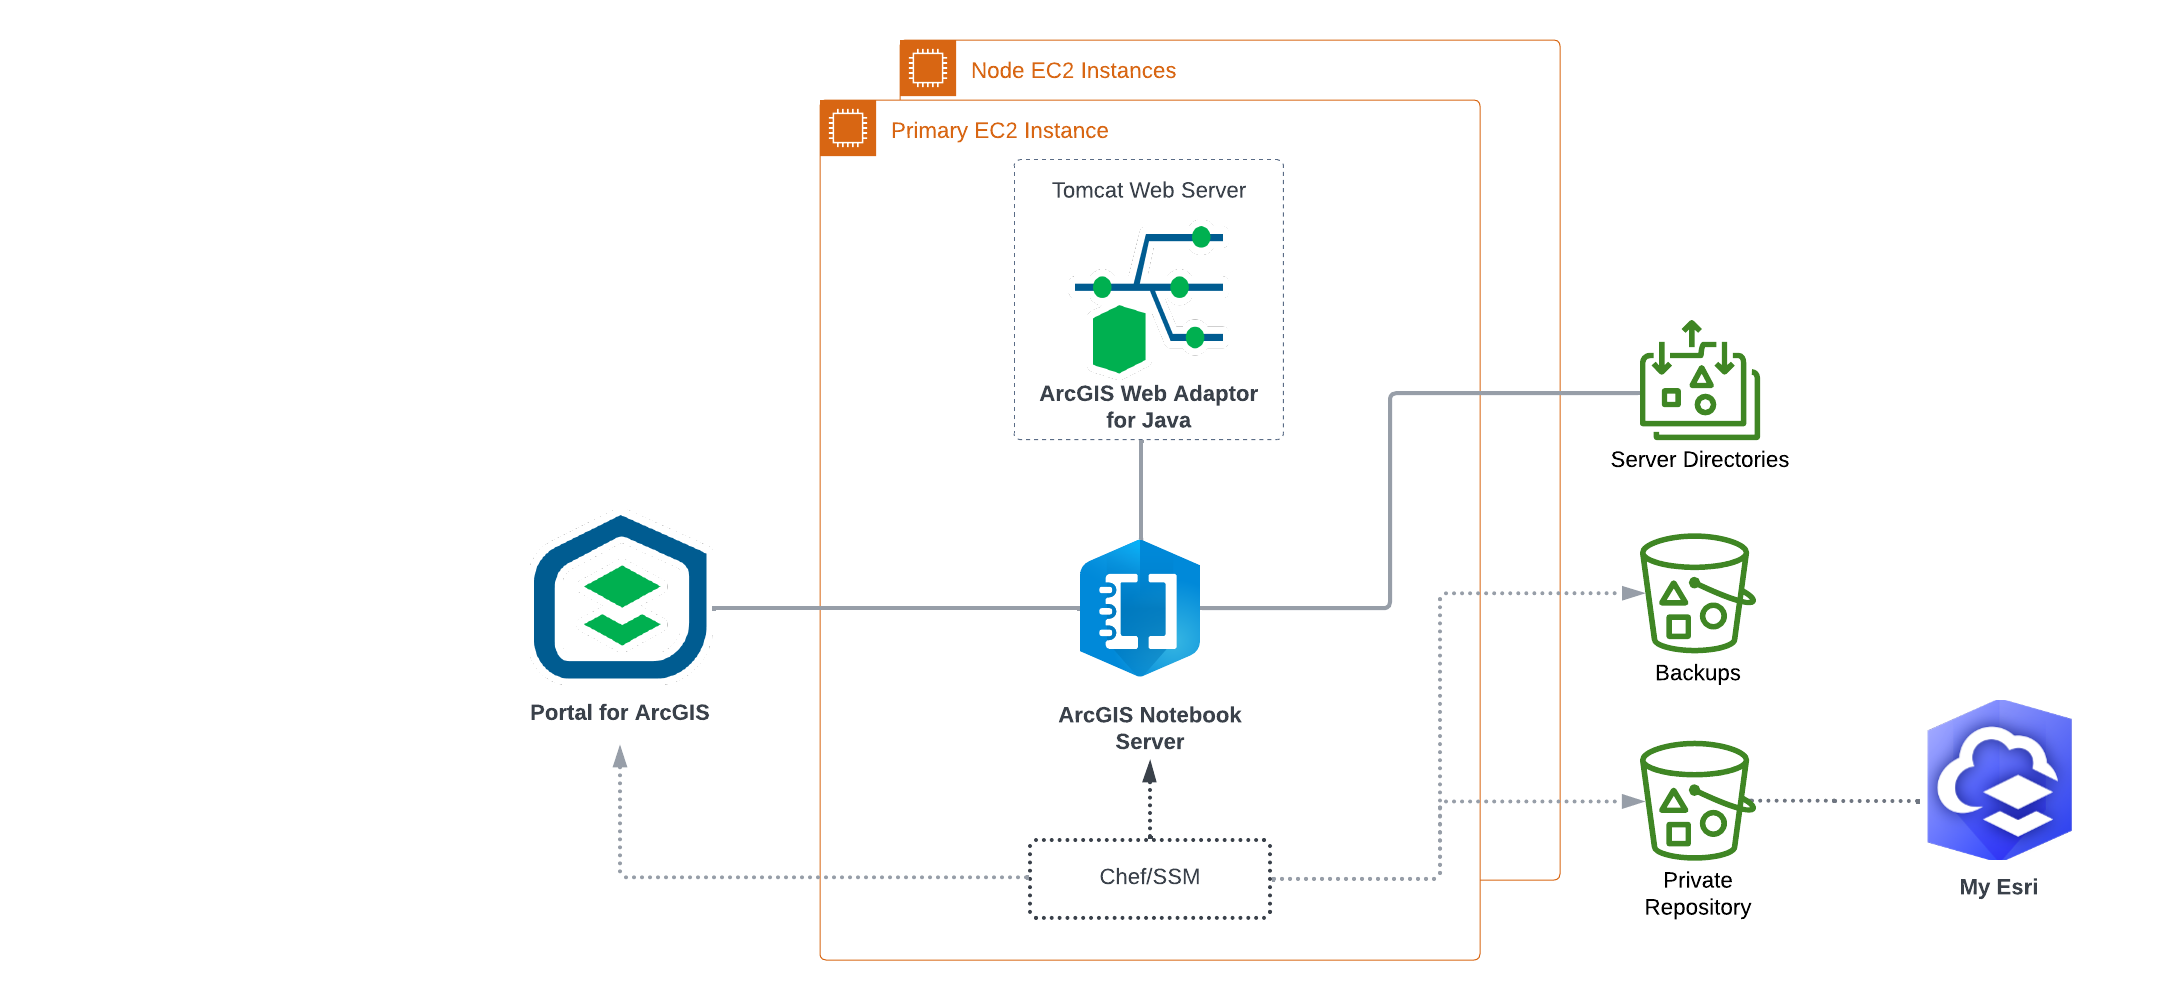 Node EC2 Instances
Primary EC2 Instance
Tomcat Web Server
ArcGIS Web Adaptor
for Java
Server Directories
Backups
Portal for ArcGIS
ArcGIS Notebook
Server
Chef/SSM
Private
Repository
My Esri